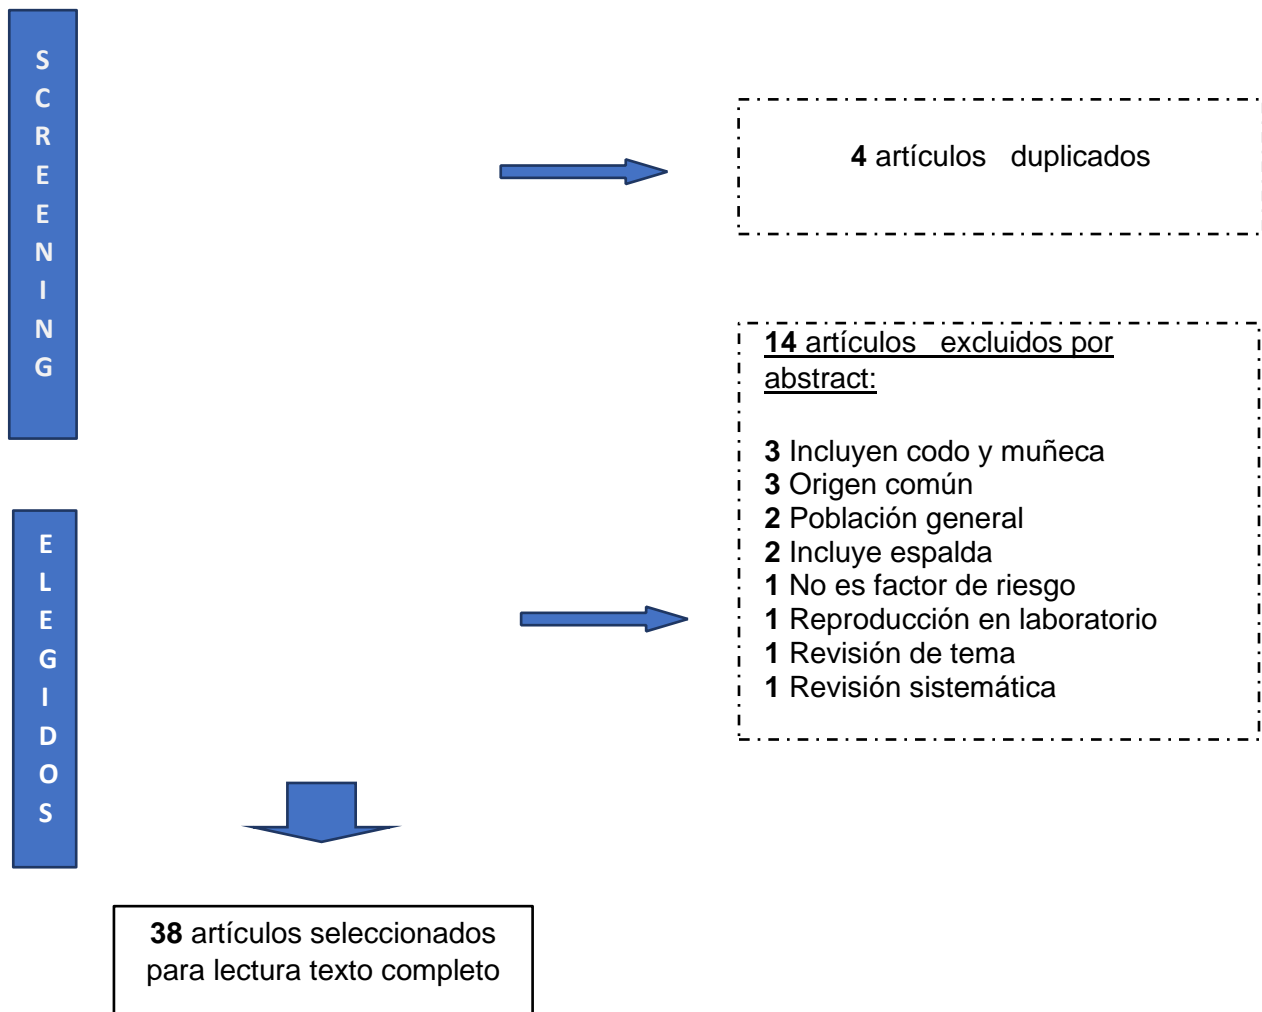 SCREENING
4 artículos duplicados
14 artículos excluidos por
abstract:
3 Incluyen codo y muñeca
3 Origen común
2 Población general
2 Incluye espalda
1 No es factor de riesgo
1 Reproducción en laboratorio
1 Revisión de tema
1 Revisión sistemática
ELEGIDOS
38 artículos seleccionados
para lectura texto completo